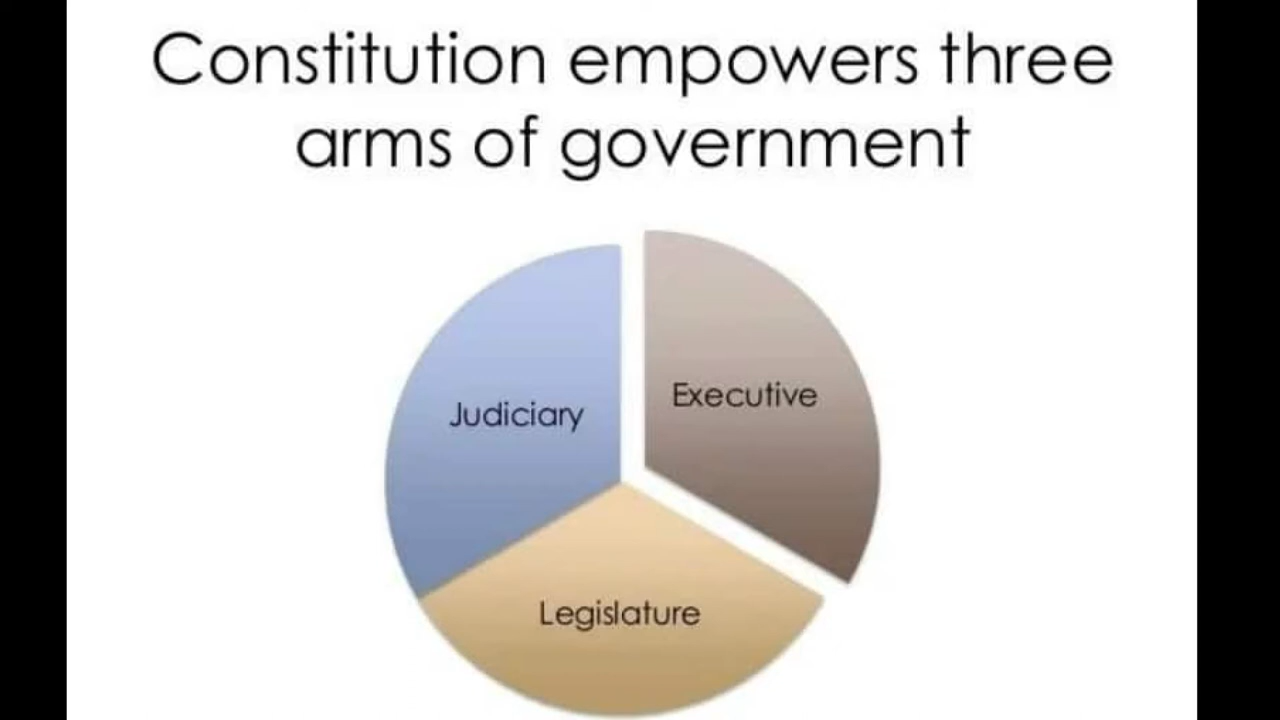 Constitution empowers three
arms of government
Executive
Judiciary
Legislature